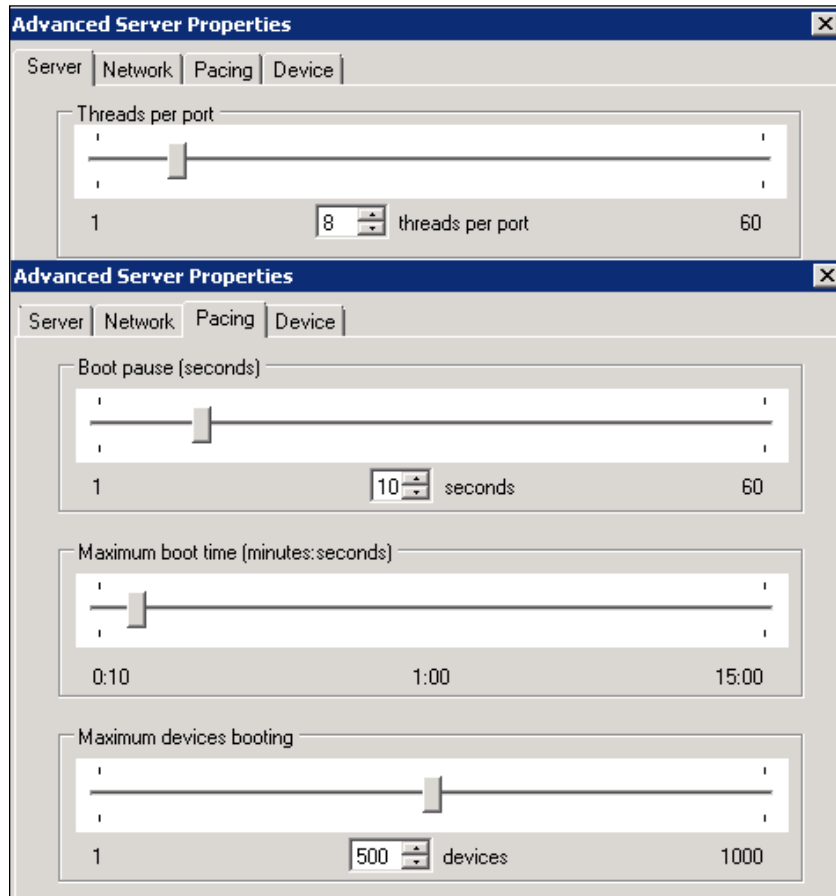 Advanced Server Properties
Server Network Pacing Device
Threads per port
1 8 threads per port 60
Advanced Server Properties
Server Network Pacing Device
Boot pause (seconds)
1 10 seconds 60
Maximum boot time (minutes:seconds)
0:10 1:00 15:00
Maximum devices booting
1 500 devices 1000